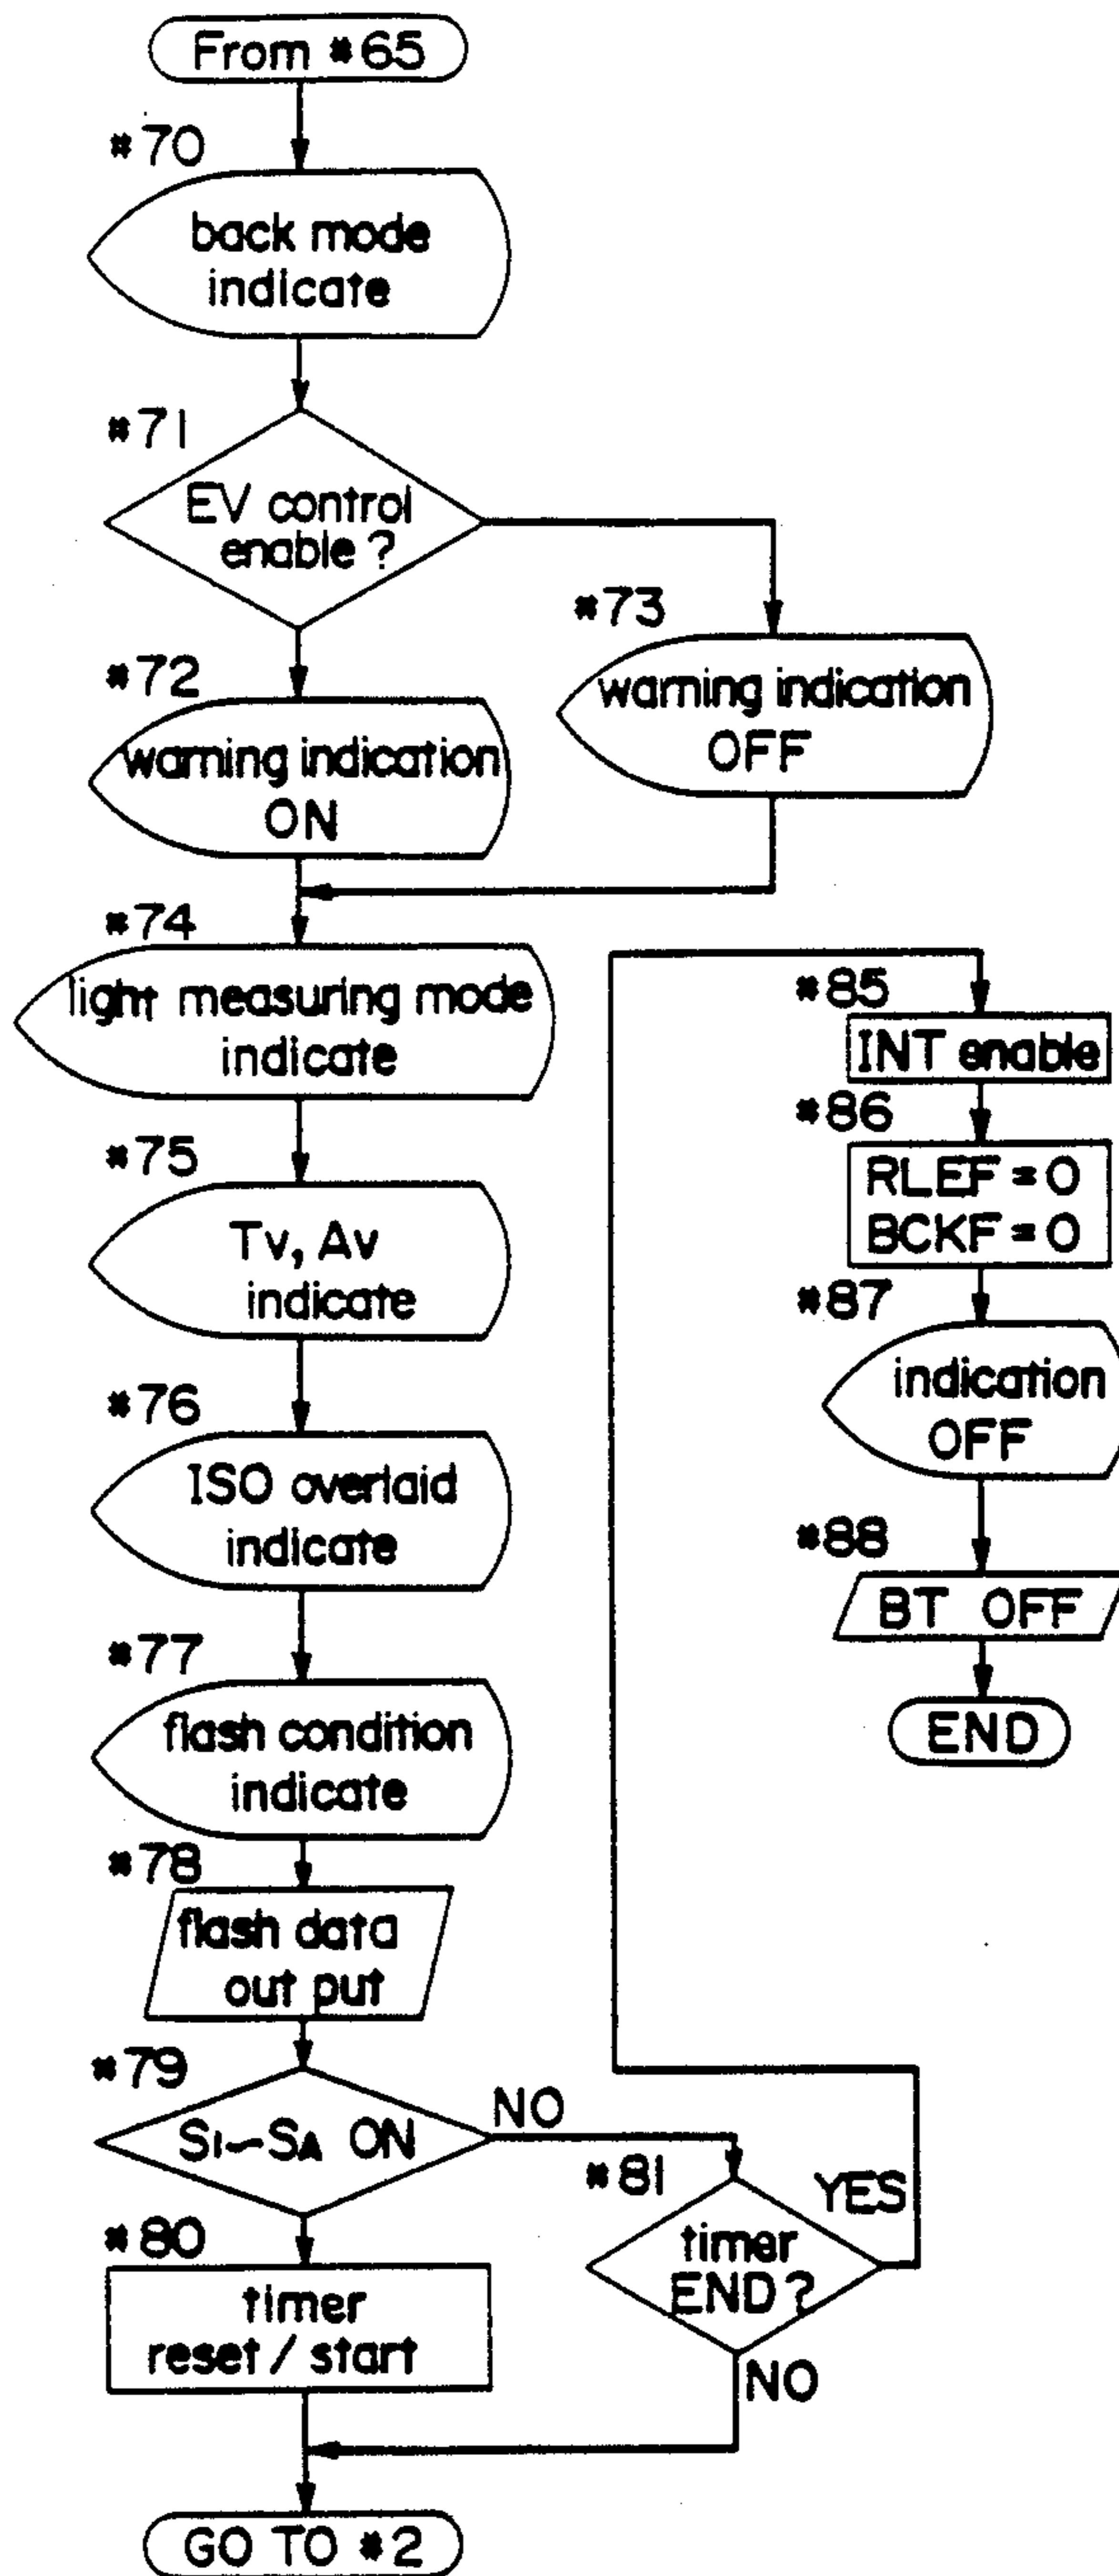 From *65
*70
back mode
indicate
*71
EV control
enable ?
*72
warning indication
ON
*73
warning indication
OFF
*74
light measuring mode
indicate
*75
Tv, Av
indicate
*76
ISO overlaid
indicate
*77
flash condition
indicate
*78
flash data
out put
*79
S1~SA ON
NO
*80
timer
reset / start
*81
timer
END ?
YES
NO
GO TO *2
*85
INT enable
*86
RLEF = 0
BCKF = 0
*87
indication
OFF
*88
BT OFF
END